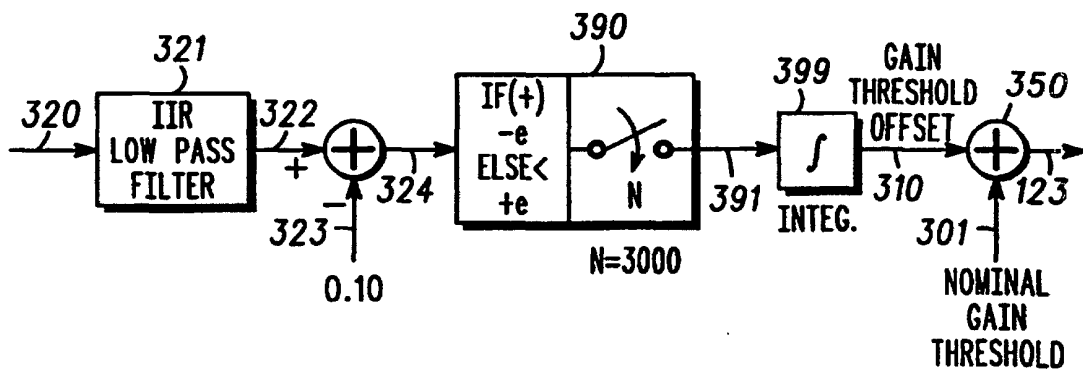 321
390
320
IIR
LOW PASS
FILTER
322
+
324
323
−
0.10
IF(+)
-e
ELSE<
+e
N
N=3000
391
399
∫
INTEG.
GAIN
THRESHOLD
OFFSET
310
350
123
301
NOMINAL
GAIN
THRESHOLD